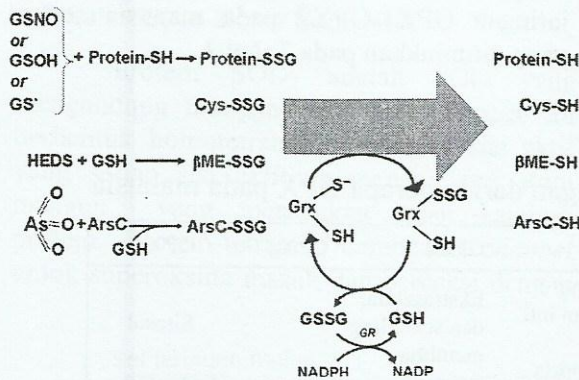 GSNO
or
GSOH
or
GS•
+ Protein-SH → Protein-SSG
Protein-SH
Cys-SSG
Cys-SH
HEDS + GSH → βME-SSG
βME-SH
As O O O + ArsC → ArsC-SSG
GSH
ArsC-SH
S⁻
Grx
SH
SSG
Grx
SH
GSSG
GSH
GR
NADPH
NADP